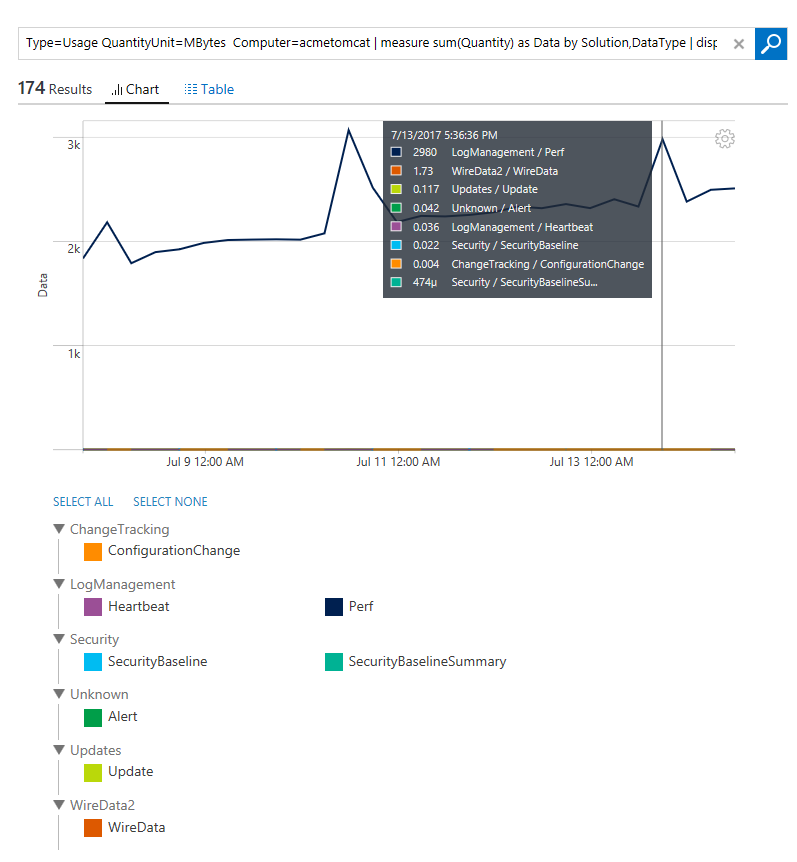 Type=Usage QuantityUnit=MBytes  Computer=acmetomcat | measure sum(Quantity) as Data by Solution,DataType | disp
174 Results Chart Table
7/13/2017 5:36:36 PM
2980 LogManagement / Perf
1.73 WireData2 / WireData
0.117 Updates / Update
0.042 Unknown / Alert
0.036 LogManagement / Heartbeat
0.022 Security / SecurityBaseline
0.004 ChangeTracking / ConfigurationChange
474µ Security / SecurityBaselineSu...
3k
2k
1k
Data
Jul 9 12:00 AM Jul 11 12:00 AM Jul 13 12:00 AM
SELECT ALL SELECT NONE
ChangeTracking
ConfigurationChange
LogManagement
Heartbeat Perf
Security
SecurityBaseline SecurityBaselineSummary
Unknown
Alert
Updates
Update
WireData2
WireData